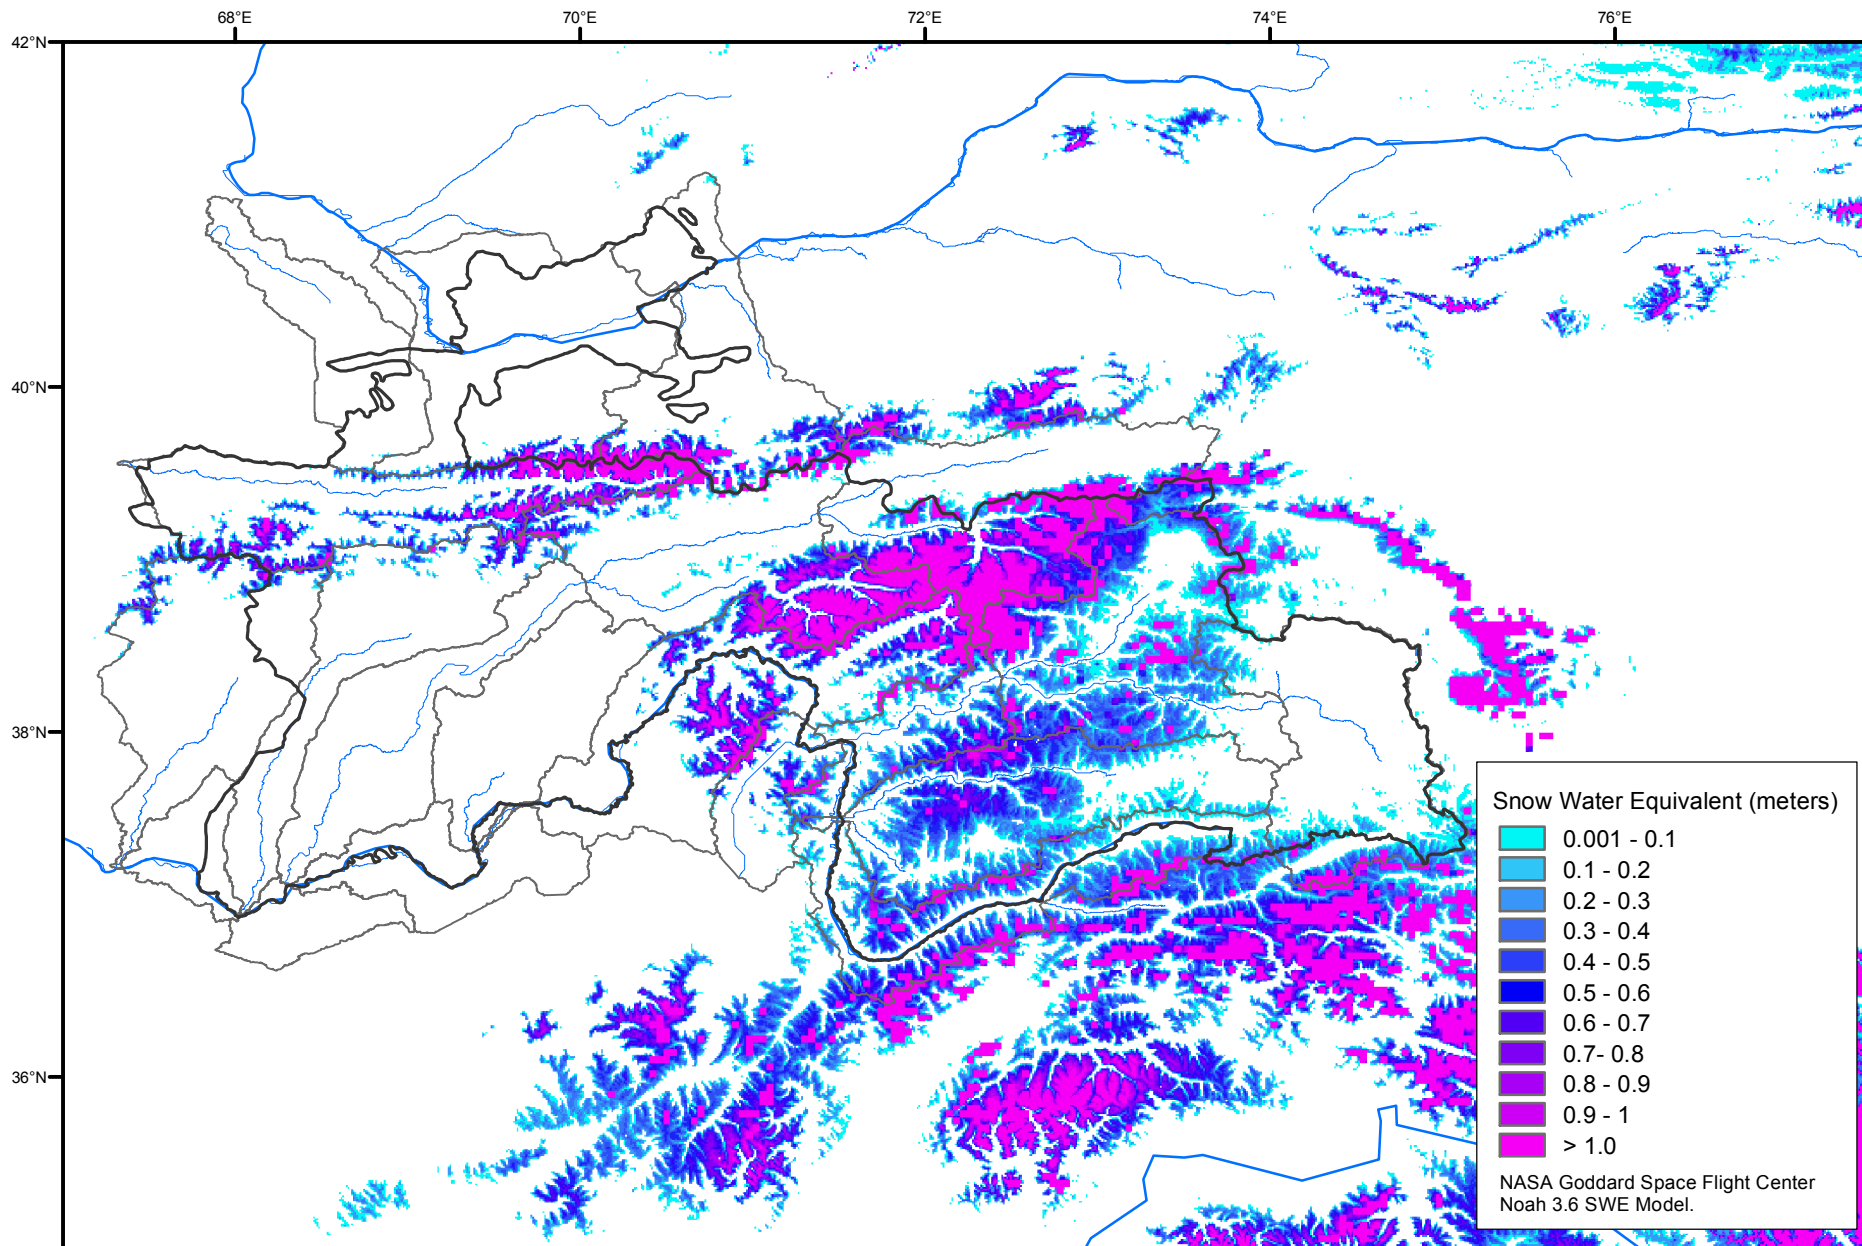 68°E
70°E
72°E
74°E
76°E
42°N
40°N
38°N
36°N
Snow Water Equivalent (meters)
0.001 - 0.1
0.1 - 0.2
0.2 - 0.3
0.3 - 0.4
0.4 - 0.5
0.5 - 0.6
0.6 - 0.7
0.7- 0.8
0.8 - 0.9
0.9 - 1
> 1.0
NASA Goddard Space Flight Center
Noah 3.6 SWE Model.